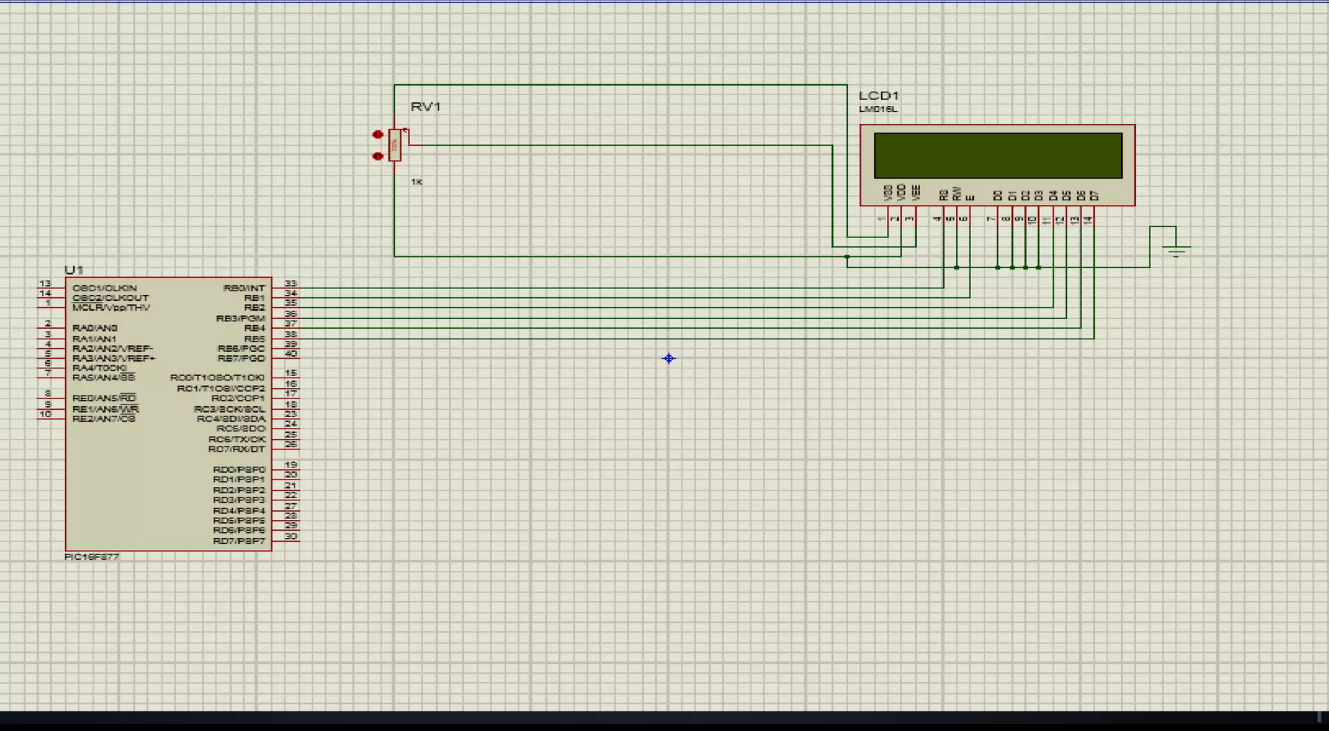 RV1
1k
LCD1
LM016L
VSS
VDD
VEE
RS
RW
E
D0
D1
D2
D3
D4
D5
D6
D7
1
2
3
4
5
6
7
8
9
10
11
12
13
14
U1
13 OSC1/CLKIN RB0/INT 33
14 OSC2/CLKOUT RB1 34
1 MCLR/Vpp/THV RB2 35
RB3/PGM 36
2 RA0/AN0 RB4 37
3 RA1/AN1 RB5 38
4 RA2/AN2/VREF- RB6/PGC 39
5 RA3/AN3/VREF+ RB7/PGD 40
6 RA4/T0CKI
7 RA5/AN4/SS RC0/T1OSO/T1CKI 15
RC1/T1OSI/CCP2 16
8 RE0/AN5/RD RC2/CCP1 17
9 RE1/AN6/WR RC3/SCK/SCL 18
10 RE2/AN7/CS RC4/SDI/SDA 23
RC5/SDO 24
RC6/TX/CK 25
RC7/RX/DT 26
RD0/PSP0 19
RD1/PSP1 20
RD2/PSP2 21
RD3/PSP3 22
RD4/PSP4 27
RD5/PSP5 28
RD6/PSP6 29
RD7/PSP7 30
PIC16F877